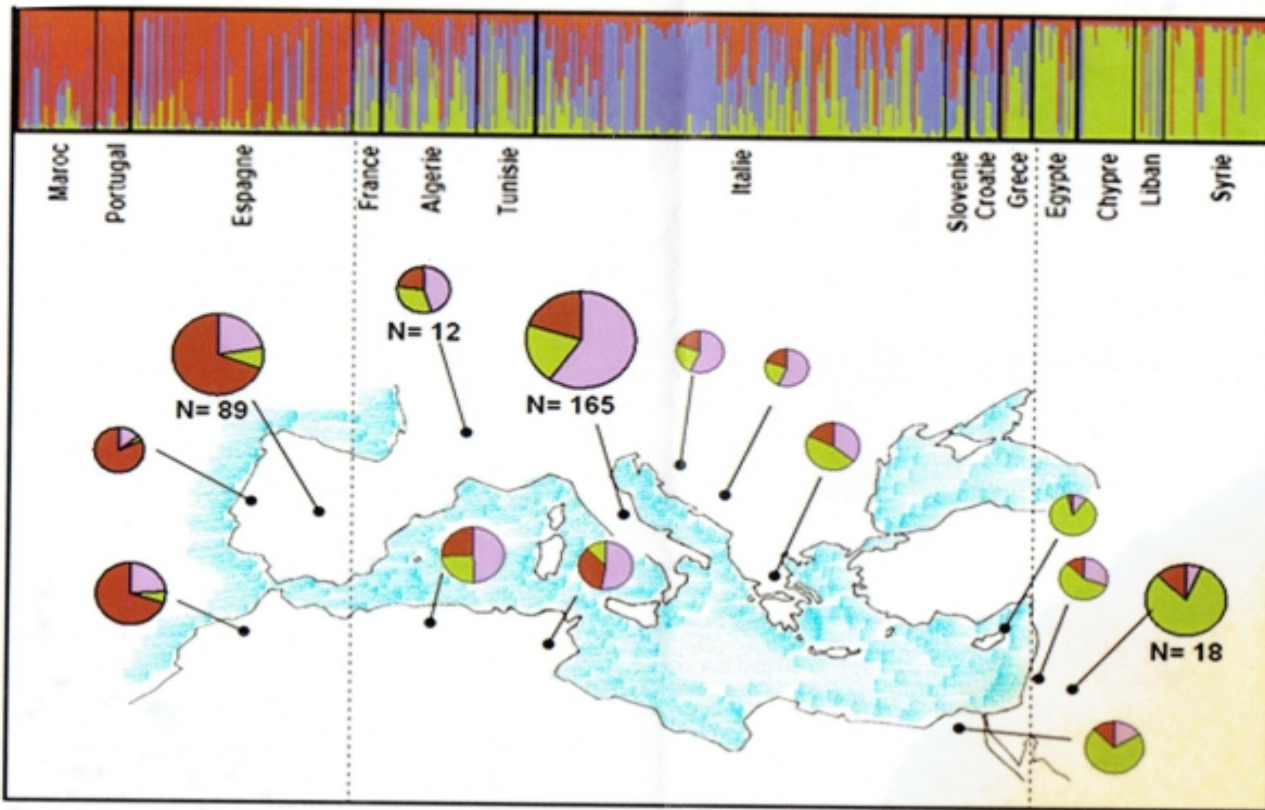 Maroc
Portugal
Espagne
France
Algerie
Tunisie
Italie
Slovenie
Croatie
Grece
Egypte
Chypre
Liban
Syrie
N= 12
N= 89
N= 165
N= 18